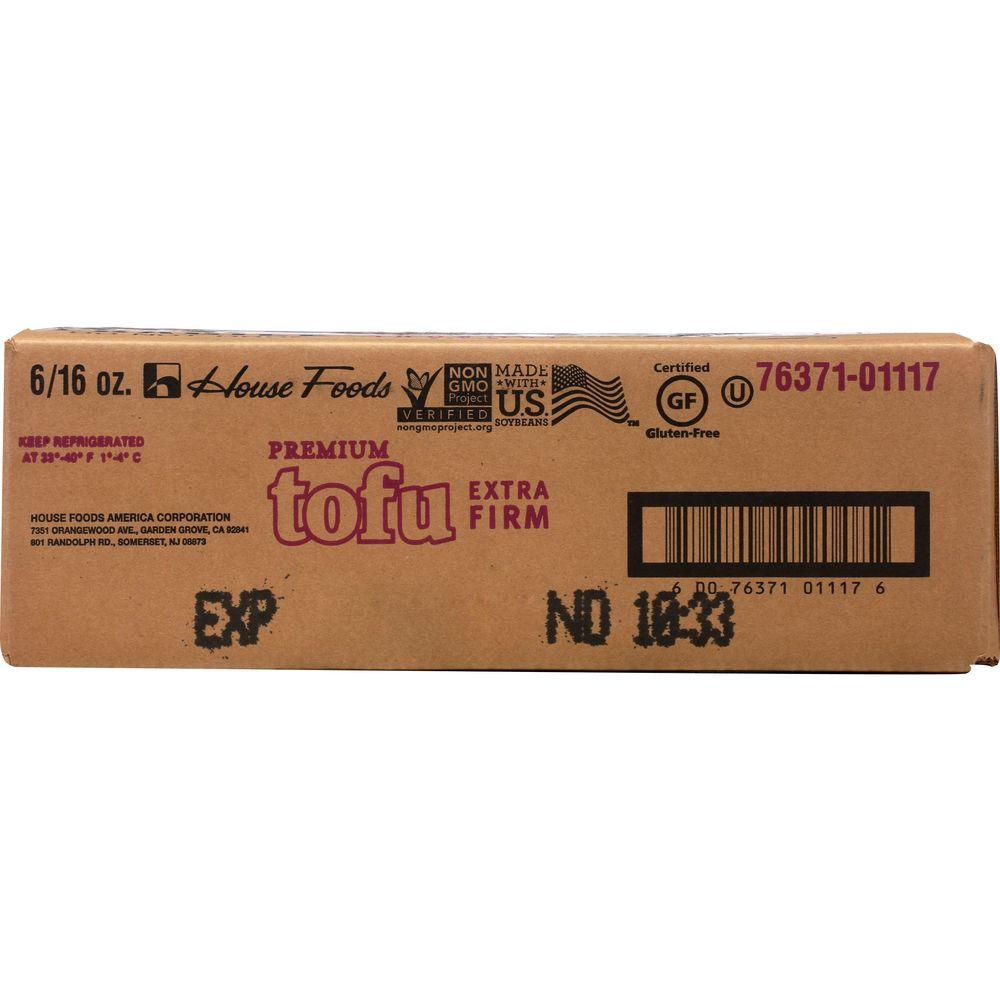 6/16 oz.
House Foods
NON
GMO
Project
VERIFIED
nongmoproject.org
MADE
WITH
U.S.
SOYBEANS
TM
Certified
GF
Gluten-Free
U
76371-01117
KEEP REFRIGERATED
AT 33°-40° F 1°-4° C
PREMIUM
tofu
EXTRA
FIRM
HOUSE FOODS AMERICA CORPORATION
7351 ORANGEWOOD AVE., GARDEN GROVE, CA 92841
801 RANDOLPH RD., SOMERSET, NJ 08873
6 00 76371 01117 6
EXP
NO 10:33